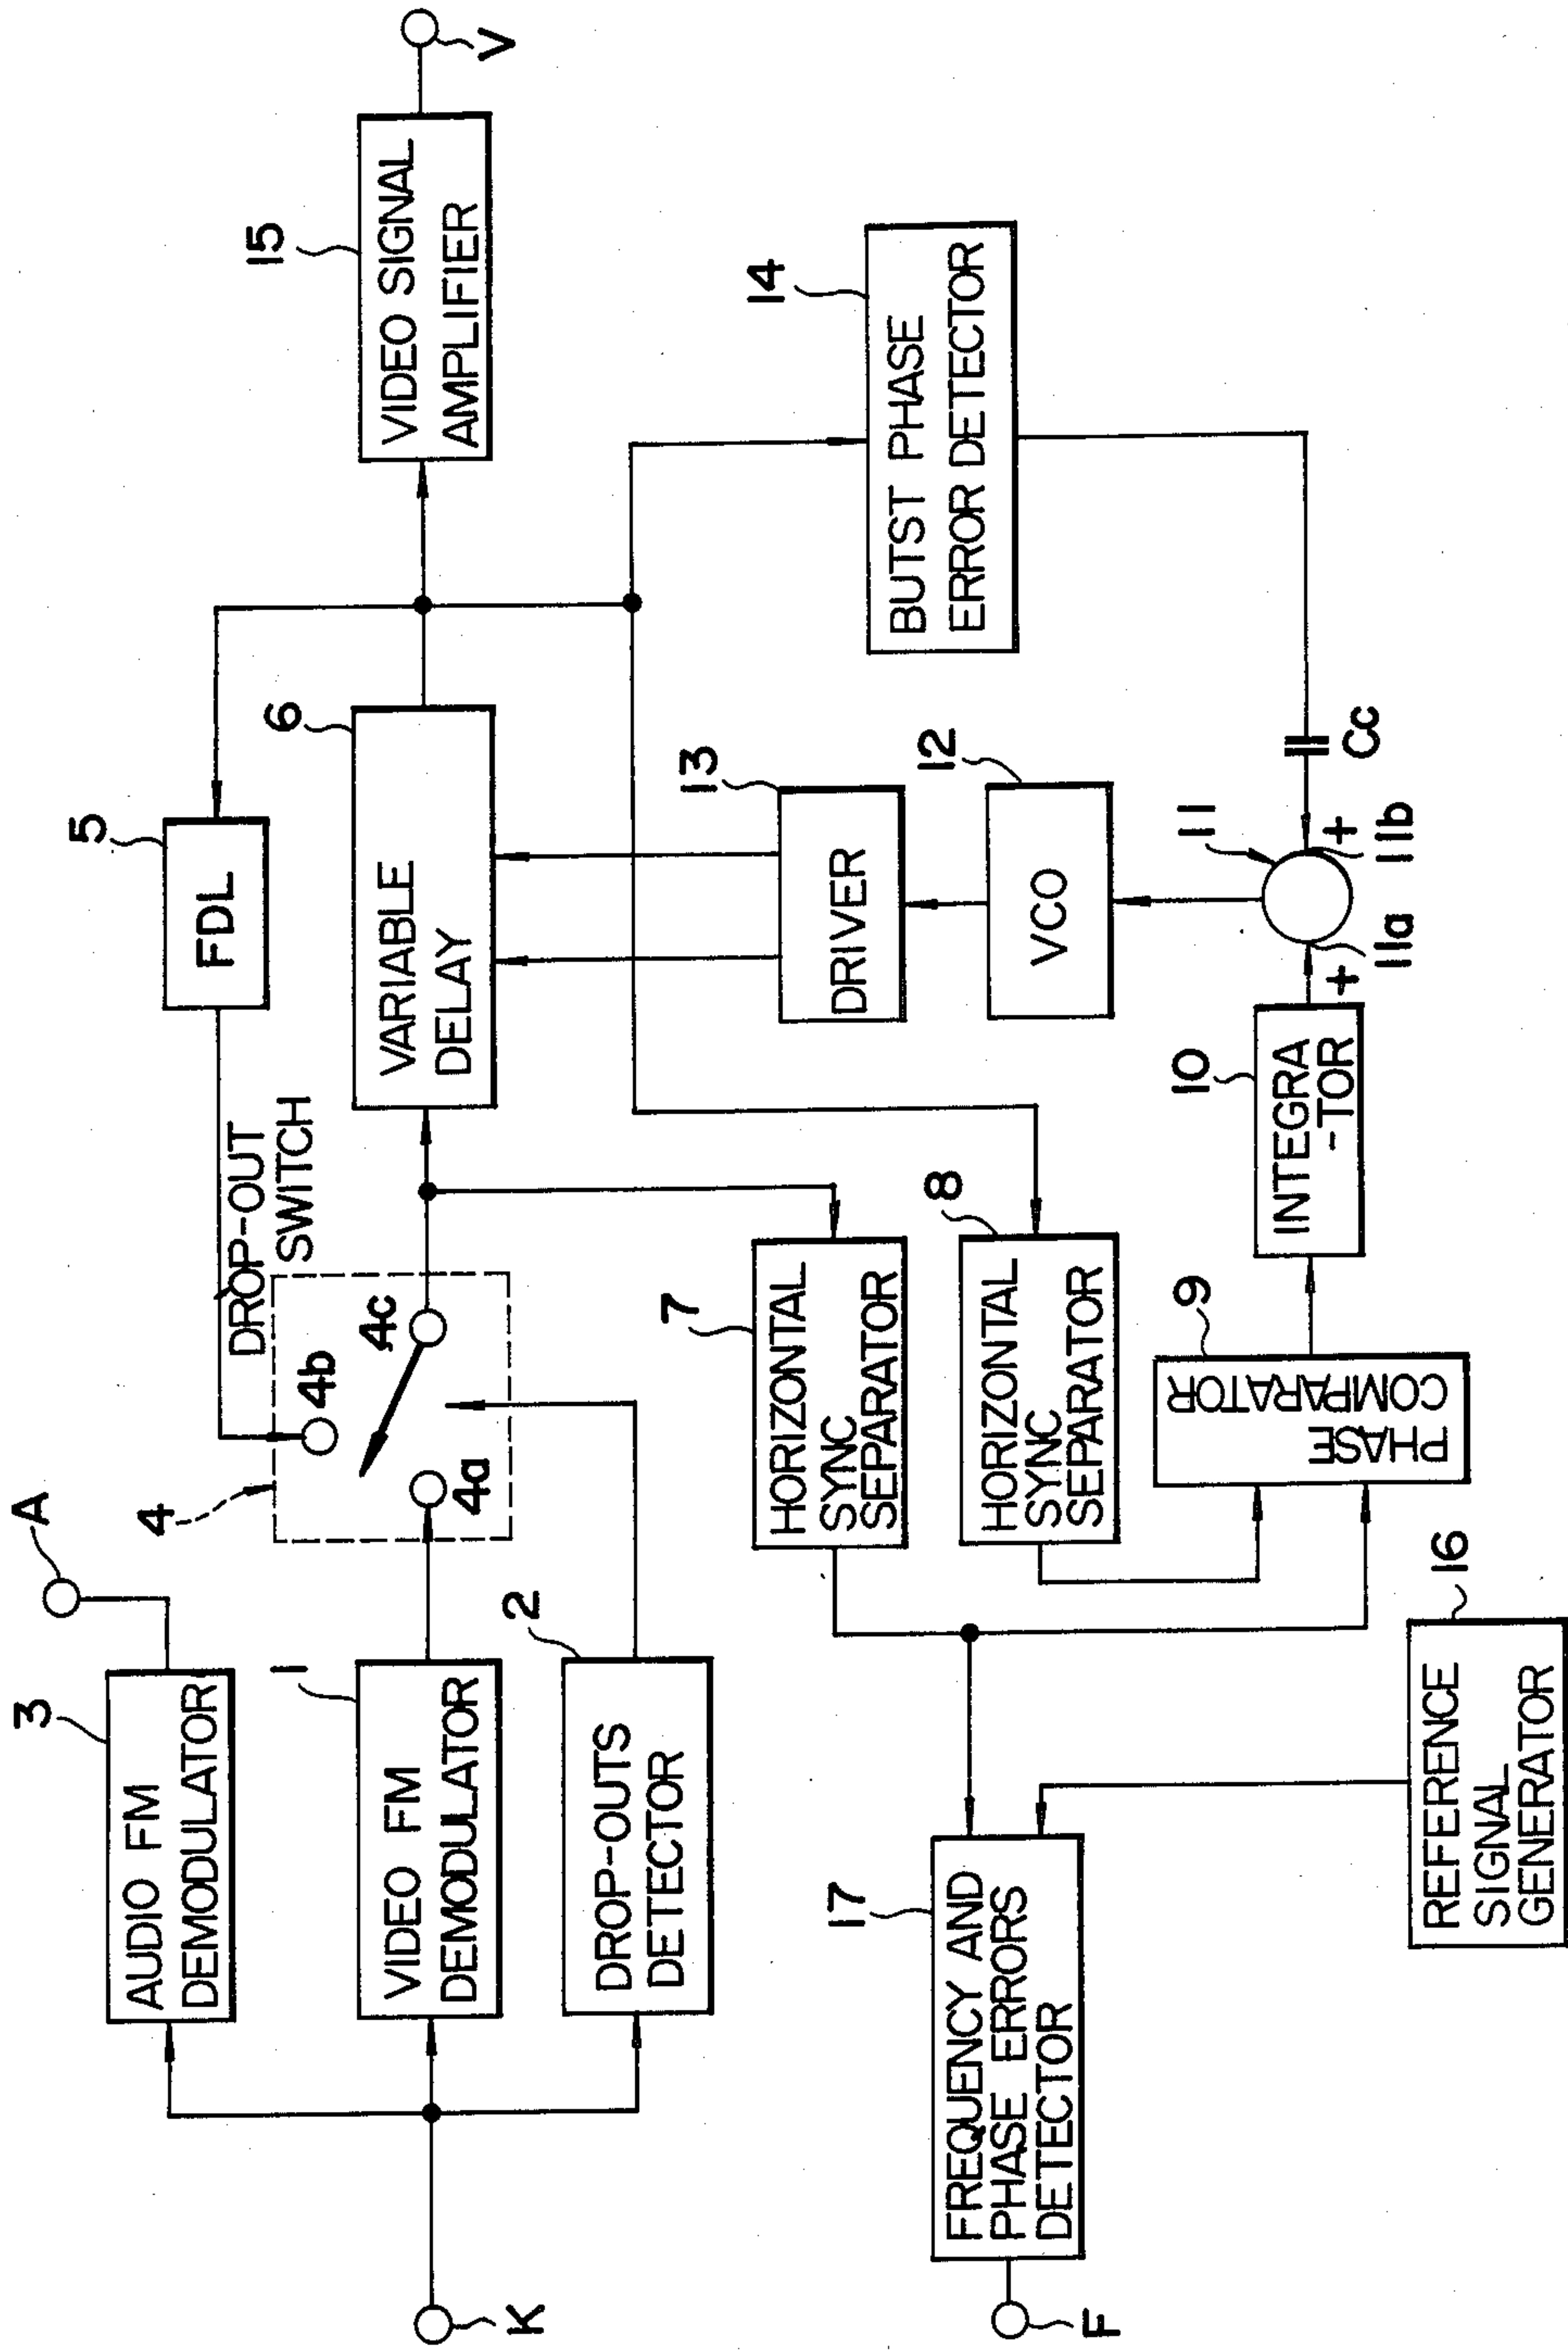 A
3
AUDIO FM
DEMODULATOR
1
VIDEO FM
DEMODULATOR
2
DROP-OUTS
DETECTOR
K
4
4a
4b
4c
DROP-OUT
SWITCH
5
FDL
6
VARIABLE
DELAY
15
VIDEO SIGNAL
AMPLIFIER
V
7
HORIZONTAL
SYNC
SEPARATOR
8
HORIZONTAL
SYNC
SEPARATOR
13
DRIVER
12
VCO
14
BUTST PHASE
ERROR DETECTOR
17
FREQUENCY AND
PHASE ERRORS
DETECTOR
F
9
PHASE
COMPARATOR
10
INTEGRA
-TOR
11
+
11a
+
11b
Cc
16
REFERENCE
SIGNAL
GENERATOR